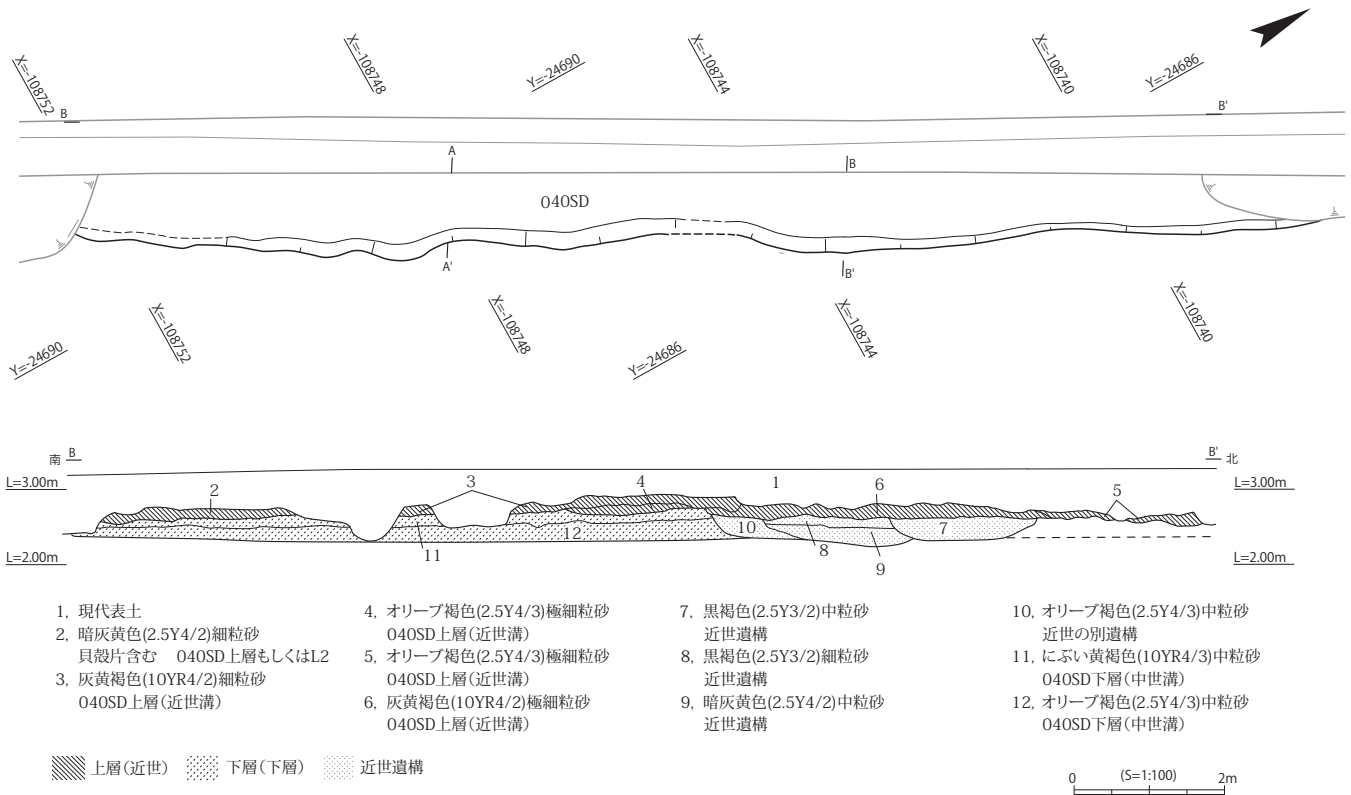 X=-108752
X=-108748
Y=-24690
X=-108744
X=-108740
Y=-24686
B
B'
A
B
040SD
A'
B'
Y=-24690
X=-108752
X=-108748
Y=-24686
X=-108744
X=-108740
南 B
B' 北
L=3.00m
L=3.00m
2
3
4
1
6
5
11
12
10
8
7
9
L=2.00m
L=2.00m
1, 現代表土
2, 暗灰黄色(2.5Y4/2)細粒砂
貝殻片含む 040SD上層もしくはL2
3, 灰黄褐色(10YR4/2)細粒砂
040SD上層(近世溝)
4, オリーブ褐色(2.5Y4/3)極細粒砂
040SD上層(近世溝)
5, オリーブ褐色(2.5Y4/3)極細粒砂
040SD上層(近世溝)
6, 灰黄褐色(10YR4/2)極細粒砂
040SD上層(近世溝)
7, 黒褐色(2.5Y3/2)中粒砂
近世遺構
8, 黒褐色(2.5Y3/2)細粒砂
近世遺構
9, 暗灰黄色(2.5Y4/2)中粒砂
近世遺構
10, オリーブ褐色(2.5Y4/3)中粒砂
近世の別遺構
11, にぶい黄褐色(10YR4/3)中粒砂
040SD下層(中世溝)
12, オリーブ褐色(2.5Y4/3)中粒砂
040SD下層(中世溝)
上層(近世) 下層(下層) 近世遺構
0 (S=1:100) 2m